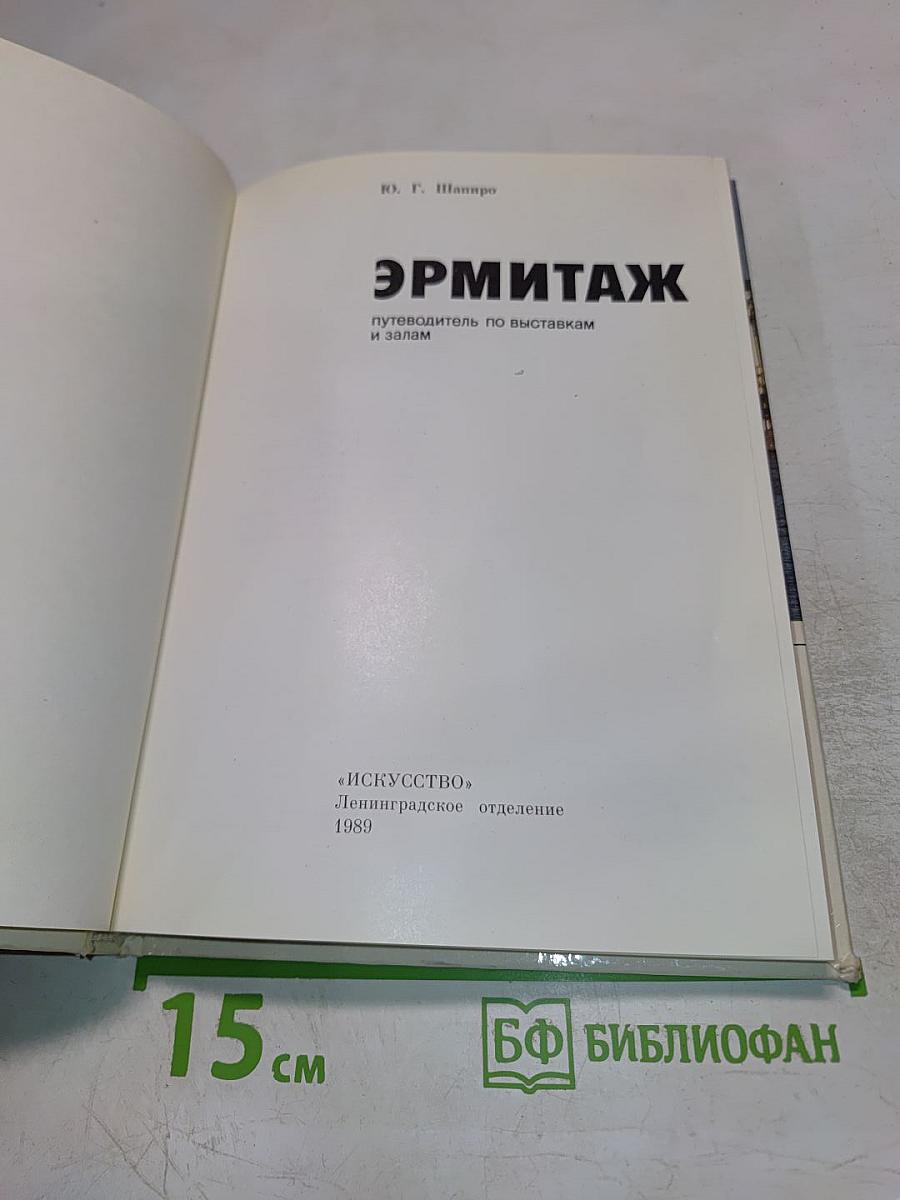 Ю. Г. Шапиро
ЭРМИТАЖ
путеводитель по выставкам
и залам
«ИСКУССТВО»
Ленинградское отделение
1989
15 см
БФ БИБЛИОФАН